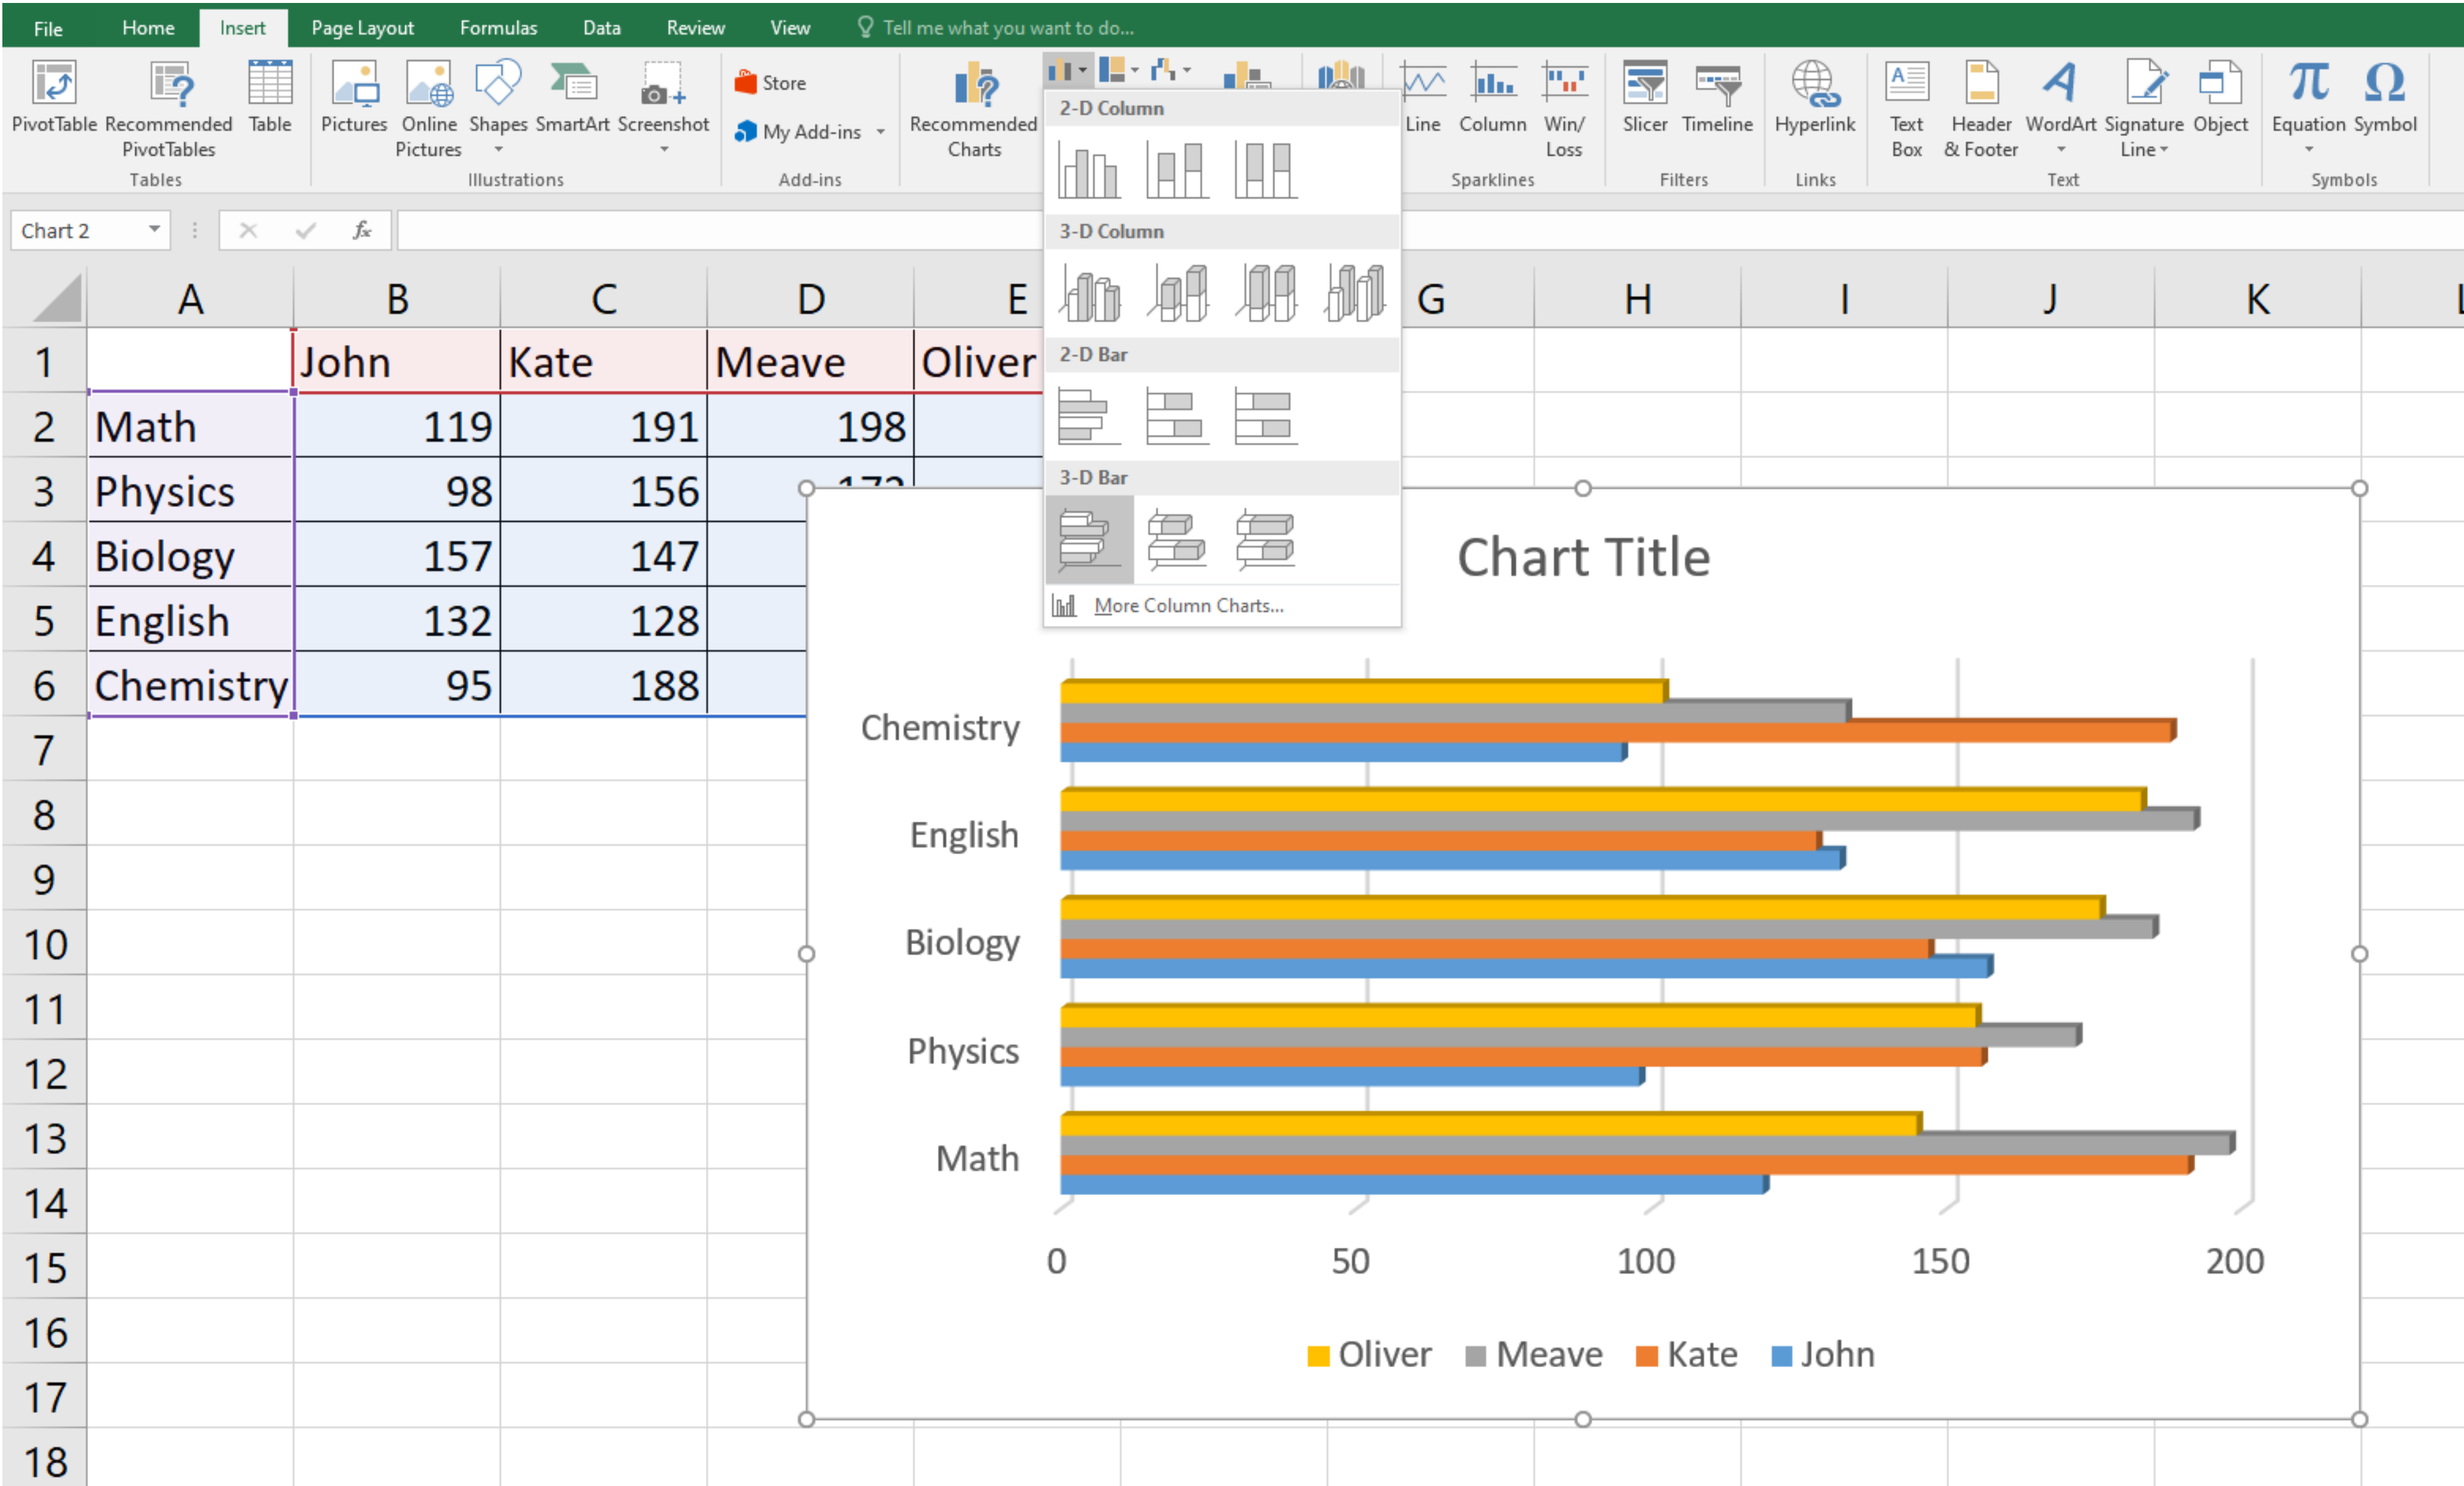 File Home Insert Page Layout Formulas Data Review View Tell me what you want to do...
PivotTable Recommended PivotTables Table
Tables
Pictures Online Pictures Shapes SmartArt Screenshot
Illustrations
Store
My Add-ins
Add-ins
Recommended Charts
Line Column Win/ Loss
Sparklines
Slicer Timeline
Filters
Hyperlink
Links
Text Box Header & Footer WordArt Signature Line Object
Text
Equation Symbol
Symbols
2-D Column
3-D Column
2-D Bar
3-D Bar
More Column Charts...
Chart 2 fx
A B C D E G H I J K
1 John Kate Meave Oliver
2 Math 119 191 198
3 Physics 98 156 172
4 Biology 157 147
5 English 132 128
6 Chemistry 95 188
7
8
9
10
11
12
13
14
15
16
17
18
Chart Title
Chemistry
English
Biology
Physics
Math
0 50 100 150 200
Oliver Meave Kate John